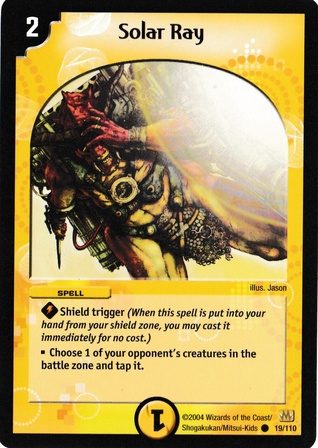 2
Solar Ray
illus. Jason
SPELL
Shield trigger (When this spell is put into your
hand from your shield zone, you may cast it
immediately for no cost.)
▪ Choose 1 of your opponent's creatures in the
battle zone and tap it.
1
©2004 Wizards of the Coast/
Shogakukan/Mitsui-Kids ● 19/110